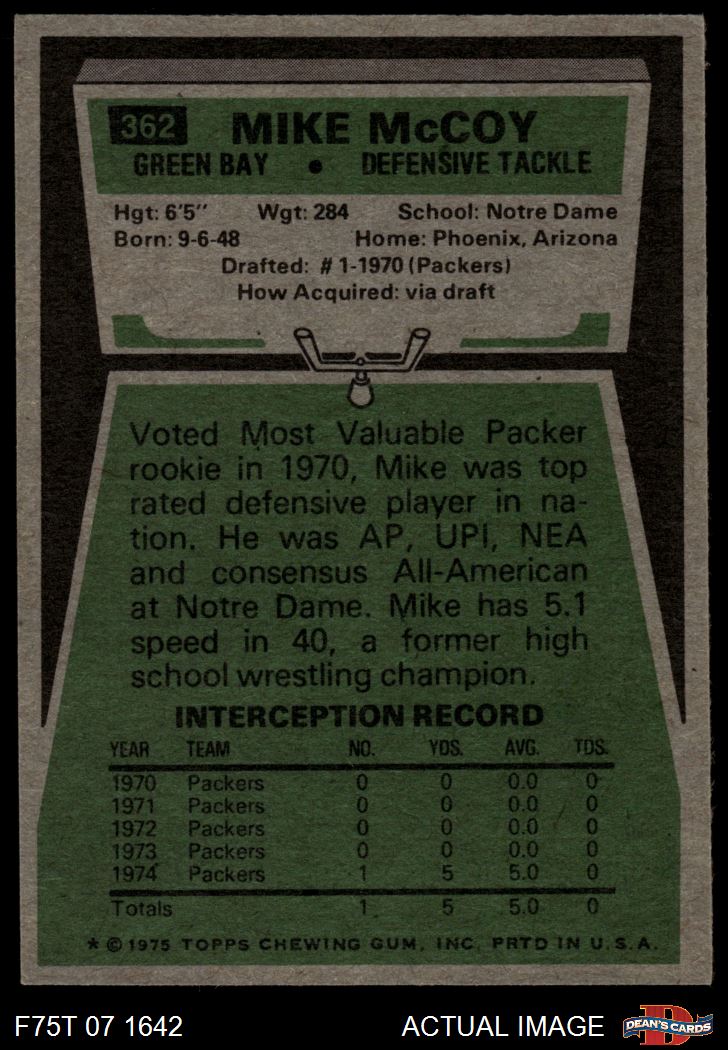 362 MIKE McCOY
GREEN BAY • DEFENSIVE TACKLE
Hgt: 6'5" Wgt: 284 School: Notre Dame
Born: 9-6-48 Home: Phoenix, Arizona
Drafted: #1-1970 (Packers)
How Acquired: via draft
Voted Most Valuable Packer
rookie in 1970, Mike was top
rated defensive player in na-
tion. He was AP, UPI, NEA
and consensus All-American
at Notre Dame. Mike has 5.1
speed in 40, a former high
school wrestling champion.
INTERCEPTION RECORD
YEAR TEAM NO. YDS. AVG. TDS.
1970 Packers 0 0 0.0 0
1971 Packers 0 0 0.0 0
1972 Packers 0 0 0.0 0
1973 Packers 0 0 0.0 0
1974 Packers 1 5 5.0 0
Totals 1 5 5.0 0
* © 1975 TOPPS CHEWING GUM, INC. PRTD IN U.S.A.
F75T 07 1642 ACTUAL IMAGE D DEAN'S CARDS